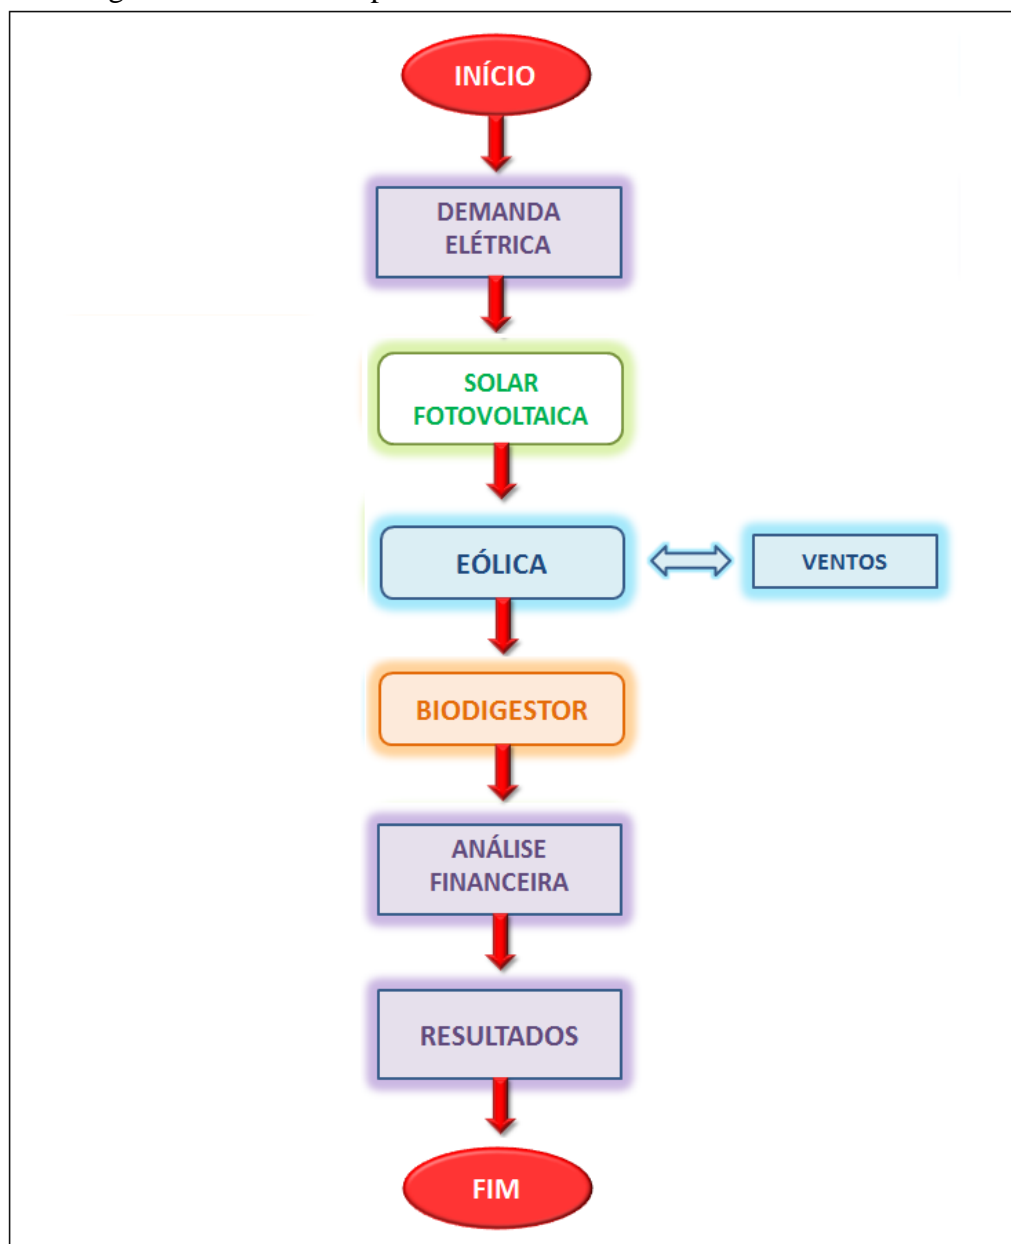 INÍCIO
DEMANDA
ELÉTRICA
SOLAR
FOTOVOLTAICA
EÓLICA
VENTOS
BIODIGESTOR
ANÁLISE
FINANCEIRA
RESULTADOS
FIM